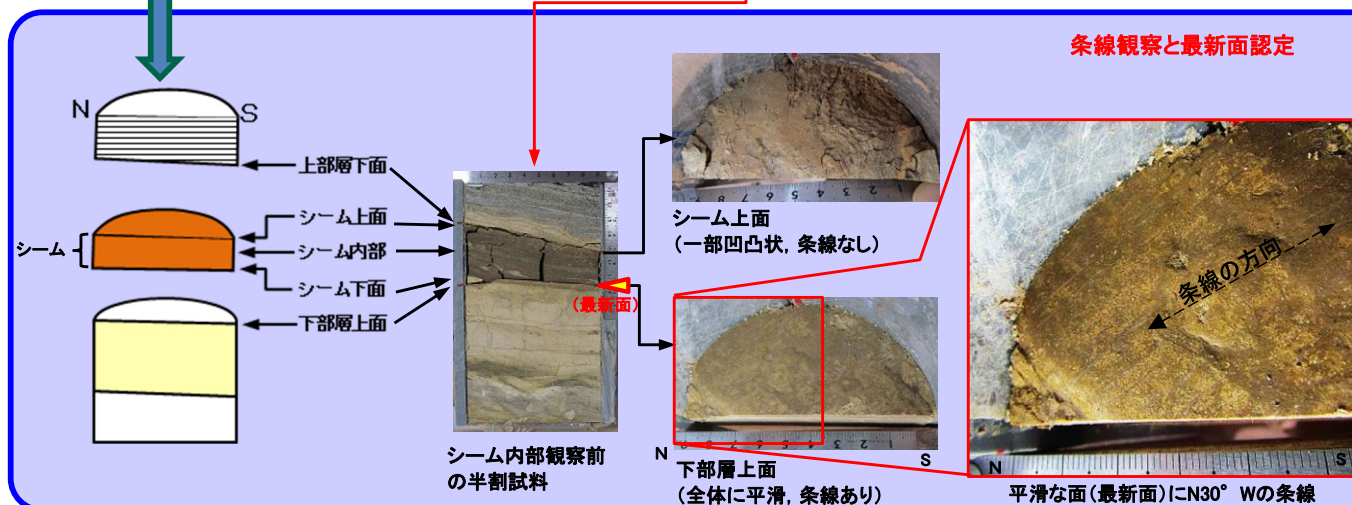 条線観察と最新面認定
N
S
上部層下面
シーム上面
シーム
シーム内部
シーム下面
下部層上面
(最新面)
シーム内部観察前
の半割試料
シーム上面
(一部凹凸状, 条線なし)
N
S
下部層上面
(全体に平滑, 条線あり)
条線の方向
N
S
平滑な面(最新面)にN30° Wの条線